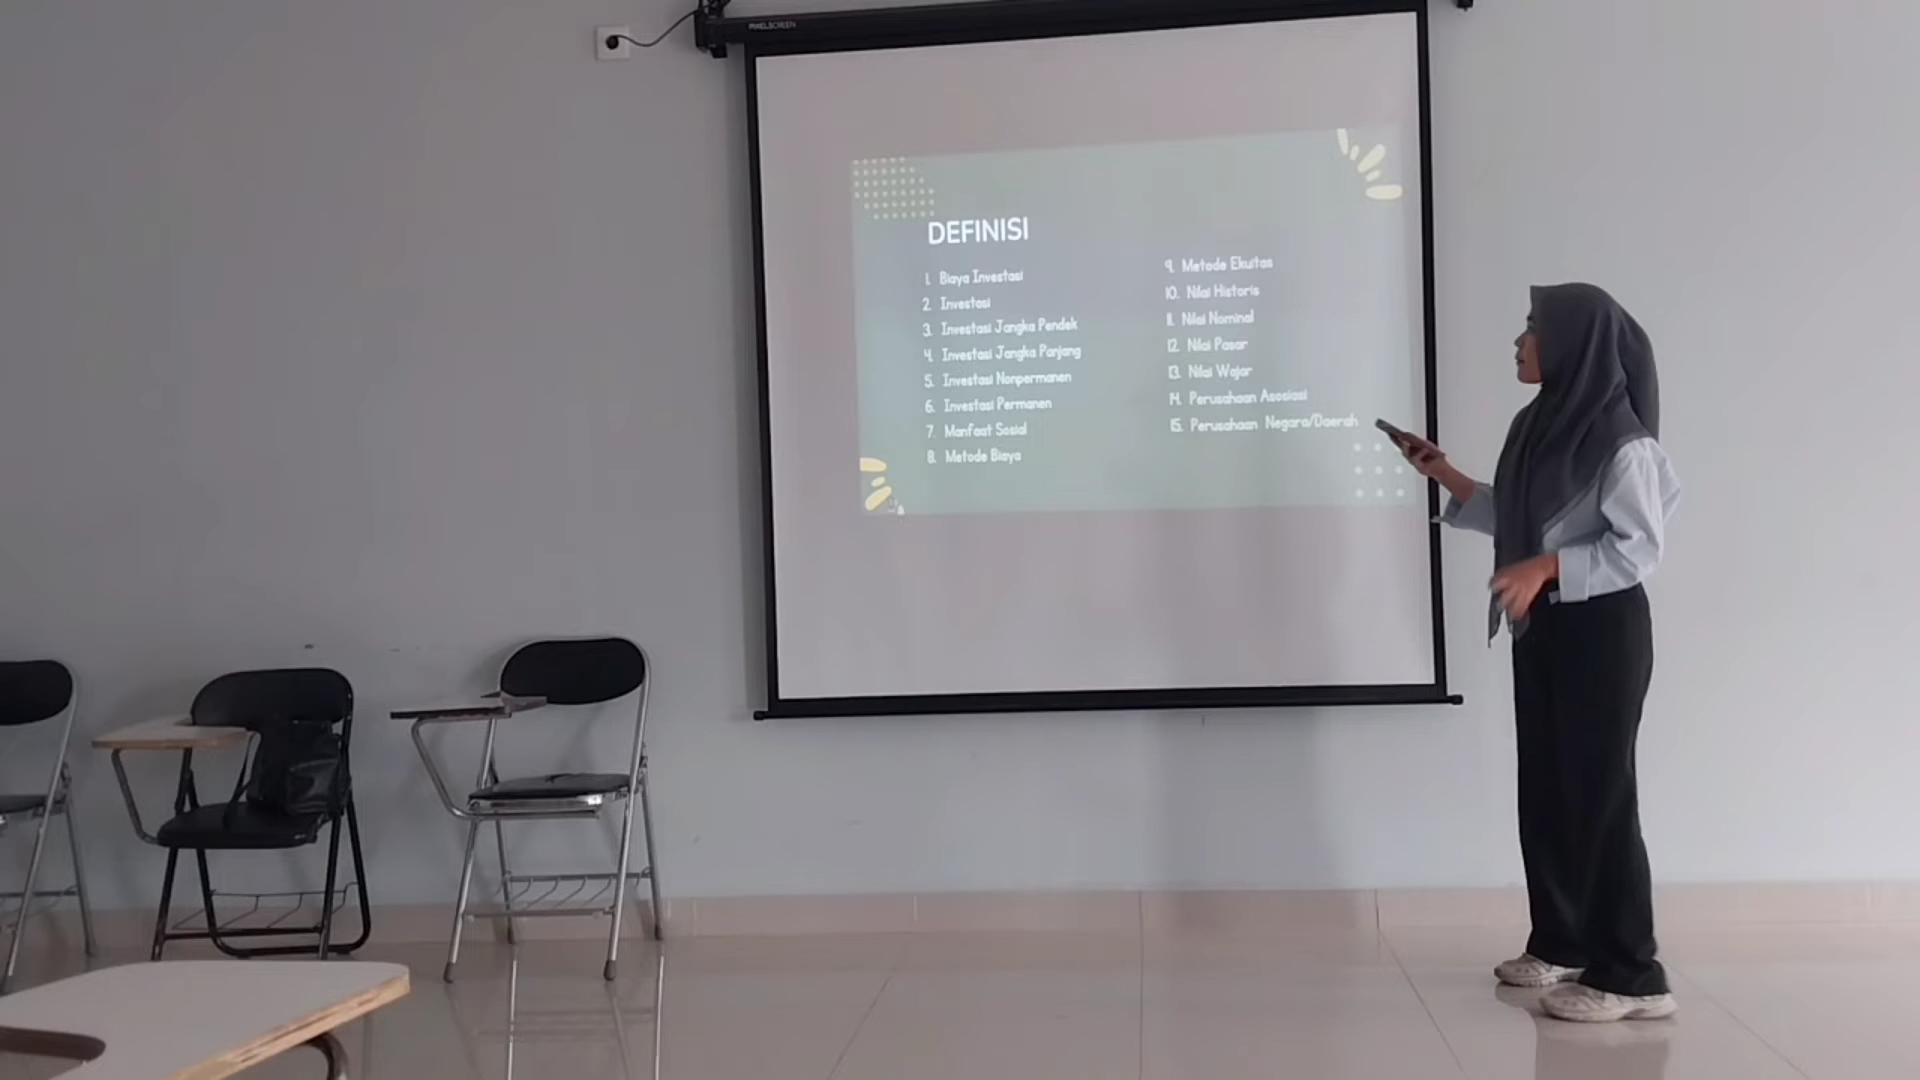 PIXELSCREEN
DEFINISI
1. Biaya Investasi
2. Investasi
3. Investasi Jangka Pendek
4. Investasi Jangka Panjang
5. Investasi Nonpermanen
6. Investasi Permanen
7. Manfaat Sosial
8. Metode Biaya
9. Metode Ekuitas
10. Nilai Historis
11. Nilai Nominal
12. Nilai Pasar
13. Nilai Wajar
14. Perusahaan Asosiasi
15. Perusahaan Negara/Daerah